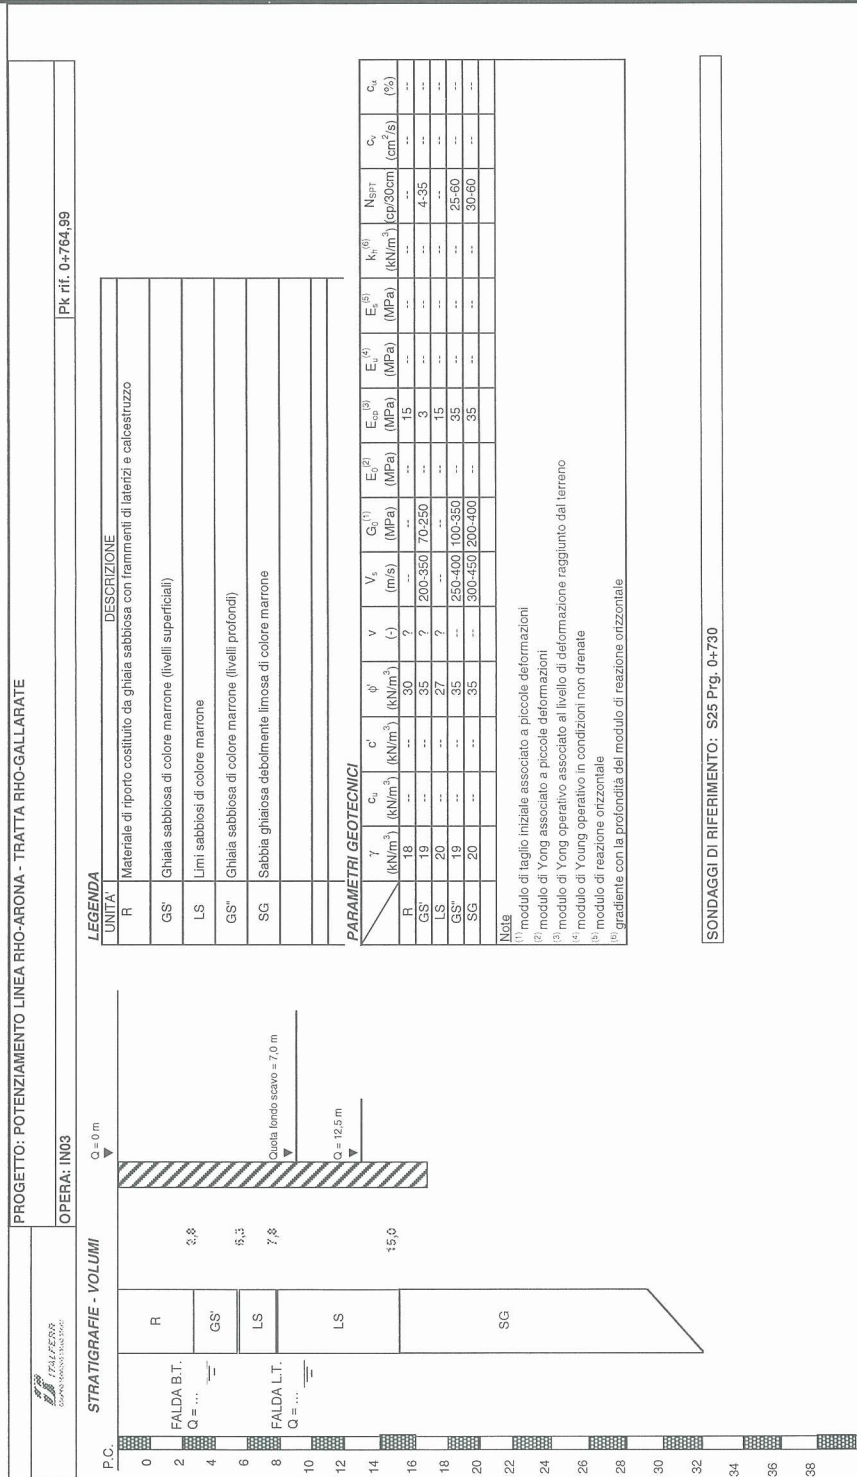 PROGETTO: POTENZIAMENTO LINEA RHO-ARONA - TRATTA RHO-GALLARATE
ITALFERR
OPERA: IN03
Pk rif. 0+764,99
STRATIGRAFIE - VOLUMI
P.C.
0
2
4
6
8
10
12
14
16
18
20
22
24
26
28
30
32
34
36
38
FALDA B.T.
Q = ...
FALDA L.T.
Q = ...
R
GS'
LS
LS
SG
7,8
15,0
Q = 0 m
Quota fondo scavo = 7,0 m
Q = 12,5 m
LEGENDA
UNITA' DESCRIZIONE
R Materiale di riporto costituito da ghiaia sabbiosa con frammenti di laterizi e calcestruzzo
GS' Ghiaia sabbiosa di colore marrone (livelli superficiali)
LS Limi sabbiosi di colore marrone
GS" Ghiaia sabbiosa di colore marrone (livelli profondi)
SG Sabbia ghiaiosa debolmente limosa di colore marrone
PARAMETRI GEOTECNICI
γ cu c' φ' ν Vs G0(1) E0(2) Eop(3) Eu(4) Es(5) kh(6) NSPT cv cα
(kN/m³) (kN/m³) (kN/m³) (kN/m³) (-) (m/s) (MPa) (MPa) (MPa) (MPa) (MPa) (kN/m³) (cp/30cm) (cm²/s) (%)
R 18 -- -- 30 ? -- -- -- 15 -- -- -- -- -- --
GS' 19 -- -- 35 ? 200-350 70-250 -- 3 -- -- -- 4-35 -- --
LS 20 -- -- 27 ? -- -- -- 15 -- -- -- -- -- --
GS" 19 -- -- 35 -- 250-400 100-350 -- 35 -- -- -- 25-60 -- --
SG 20 -- -- 35 -- 300-450 200-400 -- 35 -- -- -- 30-60 -- --
Note
(1) modulo di taglio iniziale associato a piccole deformazioni
(2) modulo di Yong associato a piccole deformazioni
(3) modulo di Yong operativo associato al livello di deformazione raggiunto dal terreno
(4) modulo di Young operativo in condizioni non drenate
(5) modulo di reazione orizzontale
(6) gradiente con la profondità del modulo di reazione orizzontale
SONDAGGI DI RIFERIMENTO: S25 Prg. 0+730